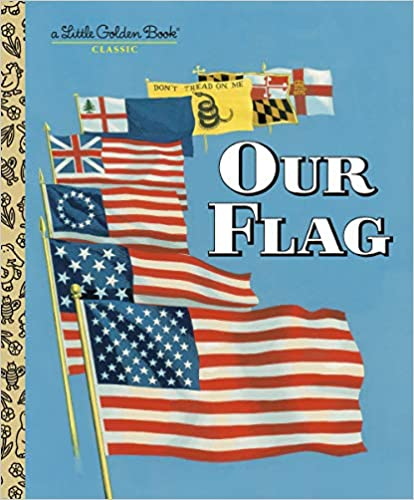 a Little Golden Book®
CLASSIC
DON'T TREAD ON ME
OUR
FLAG